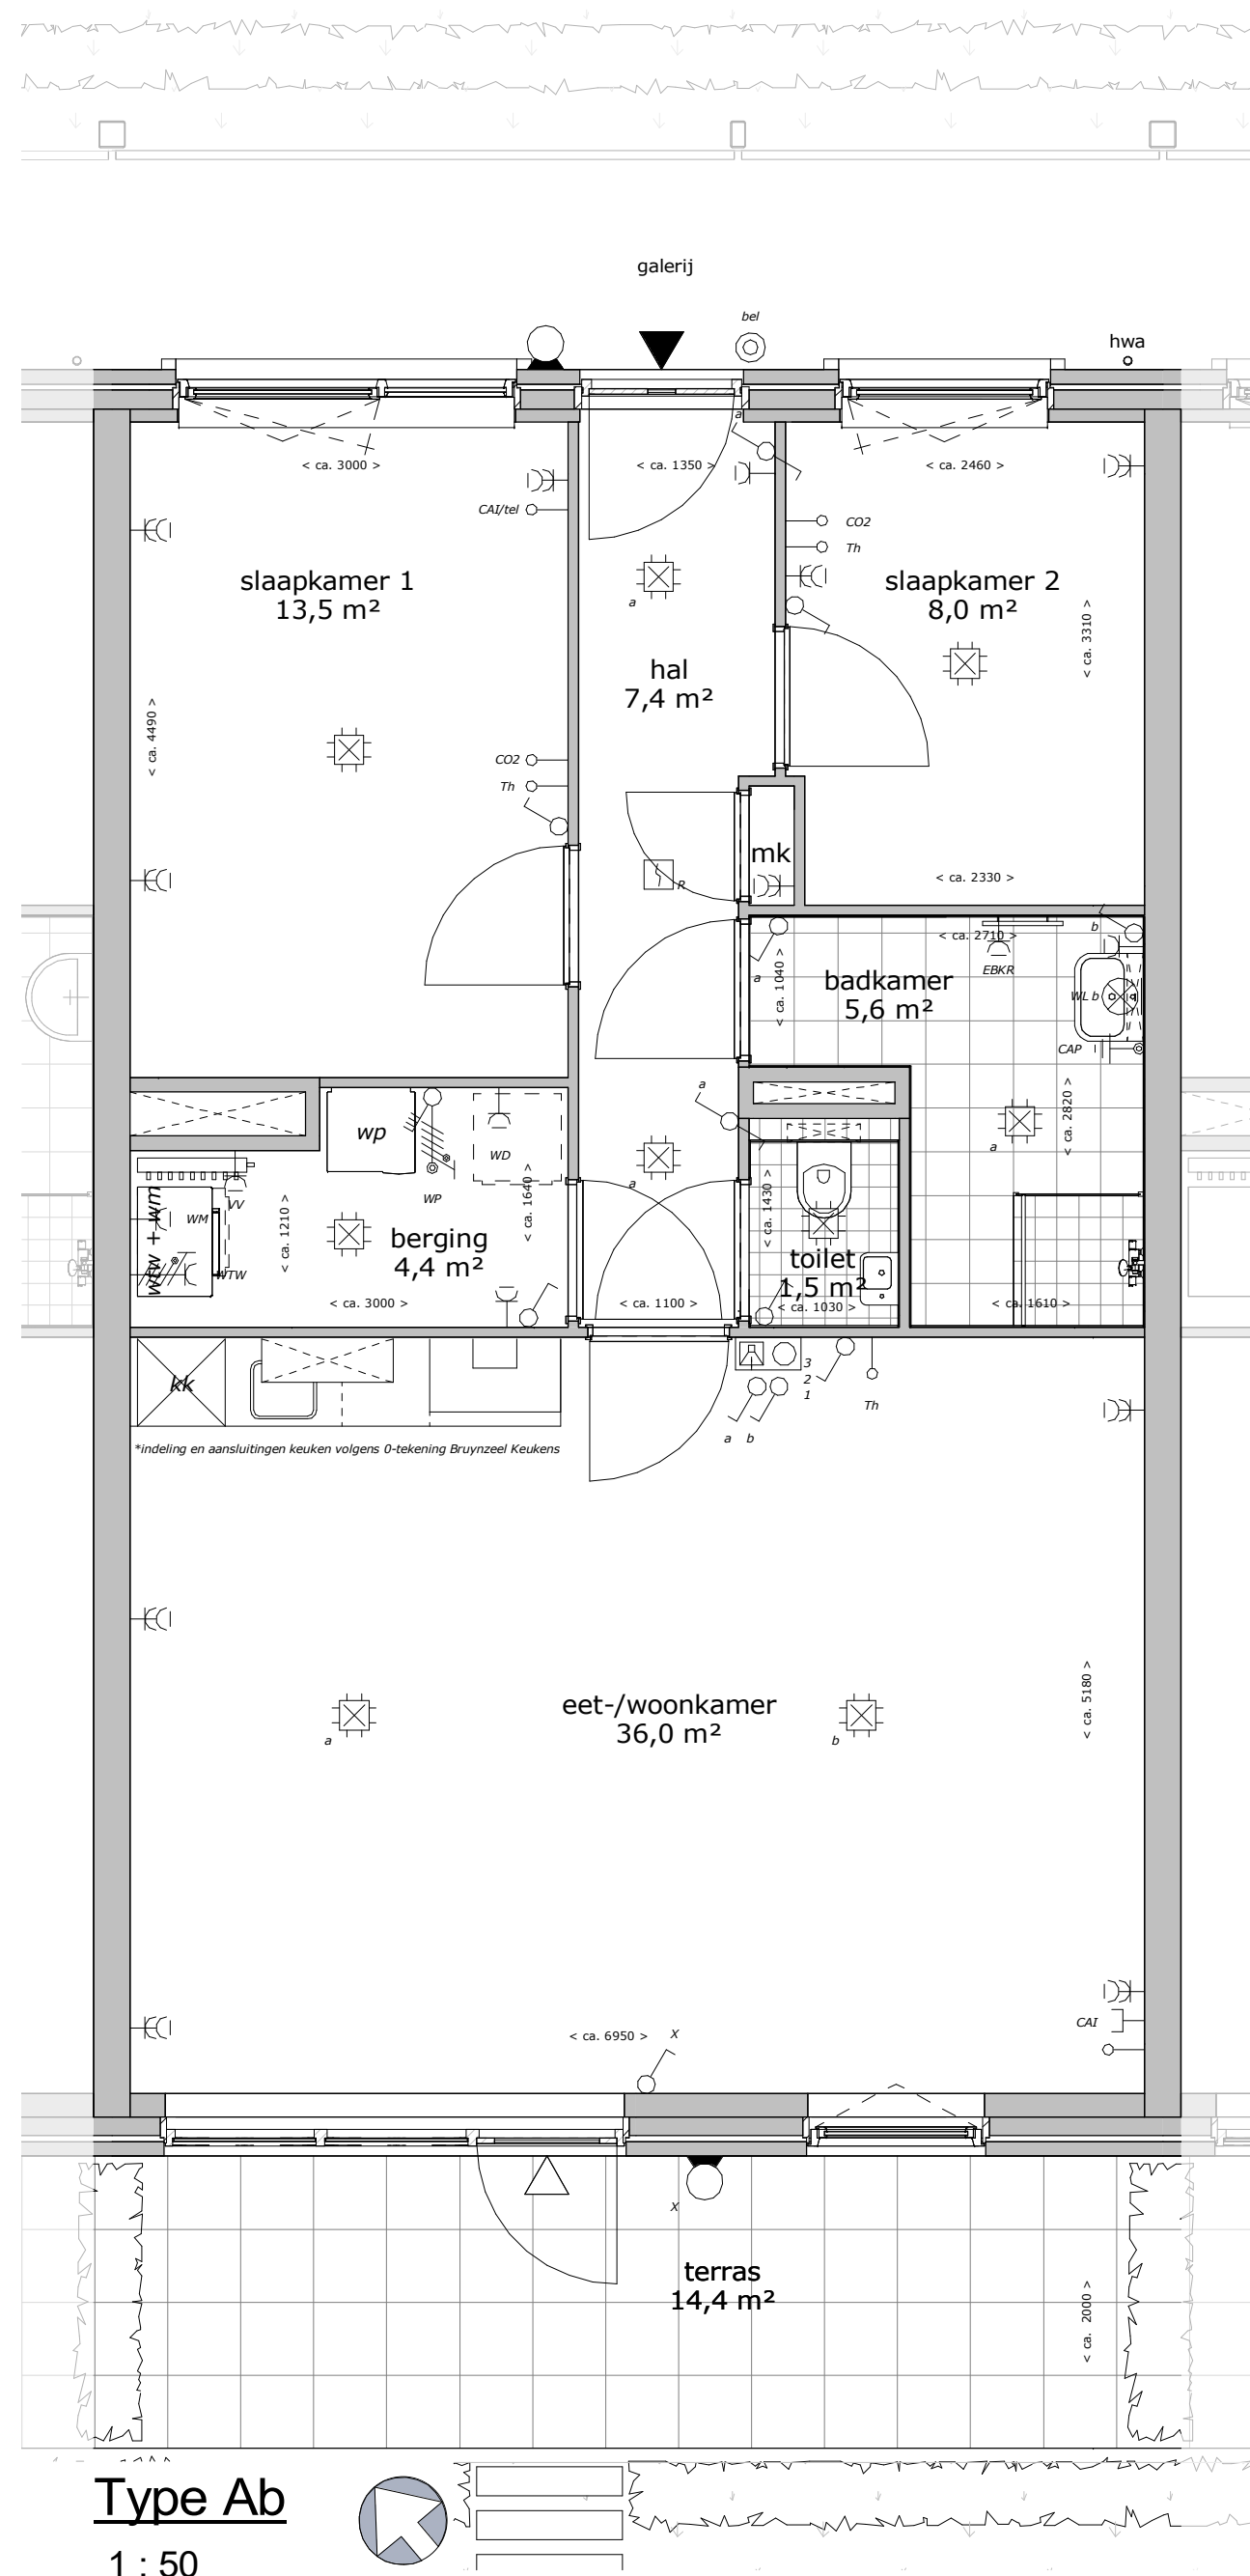 galerij
bel
hwa
a
< ca. 3000 >
< ca. 1350 >
< ca. 2460 >
CAI/tel
CO2
Th
slaapkamer 1
13,5 m²
a
slaapkamer 2
8,0 m²
< ca. 3310 >
hal
7,4 m²
< ca. 4490 >
CO2
Th
mk
R
< ca. 2330 >
b
< ca. 2710 >
EBKR
a
< ca. 1040 >
badkamer
5,6 m²
WL b
CAP
a
wp
WD
WP
< ca. 2820 >
a
a
VV
WM
wtw + wm
WTW
< ca. 1210 >
< ca. 1640 >
berging
4,4 m²
< ca. 1430 >
toilet
1,5 m²
< ca. 3000 >
< ca. 1100 >
< ca. 1030 >
< ca. 1610 >
kk
3
2
1
Th
a
b
*indeling en aansluitingen keuken volgens 0-tekening Bruynzeel Keukens
< ca. 5180 >
eet-/woonkamer
36,0 m²
a
b
CAI
< ca. 6950 >
X
X
terras
14,4 m²
< ca. 2000 >
Type Ab
1 : 50